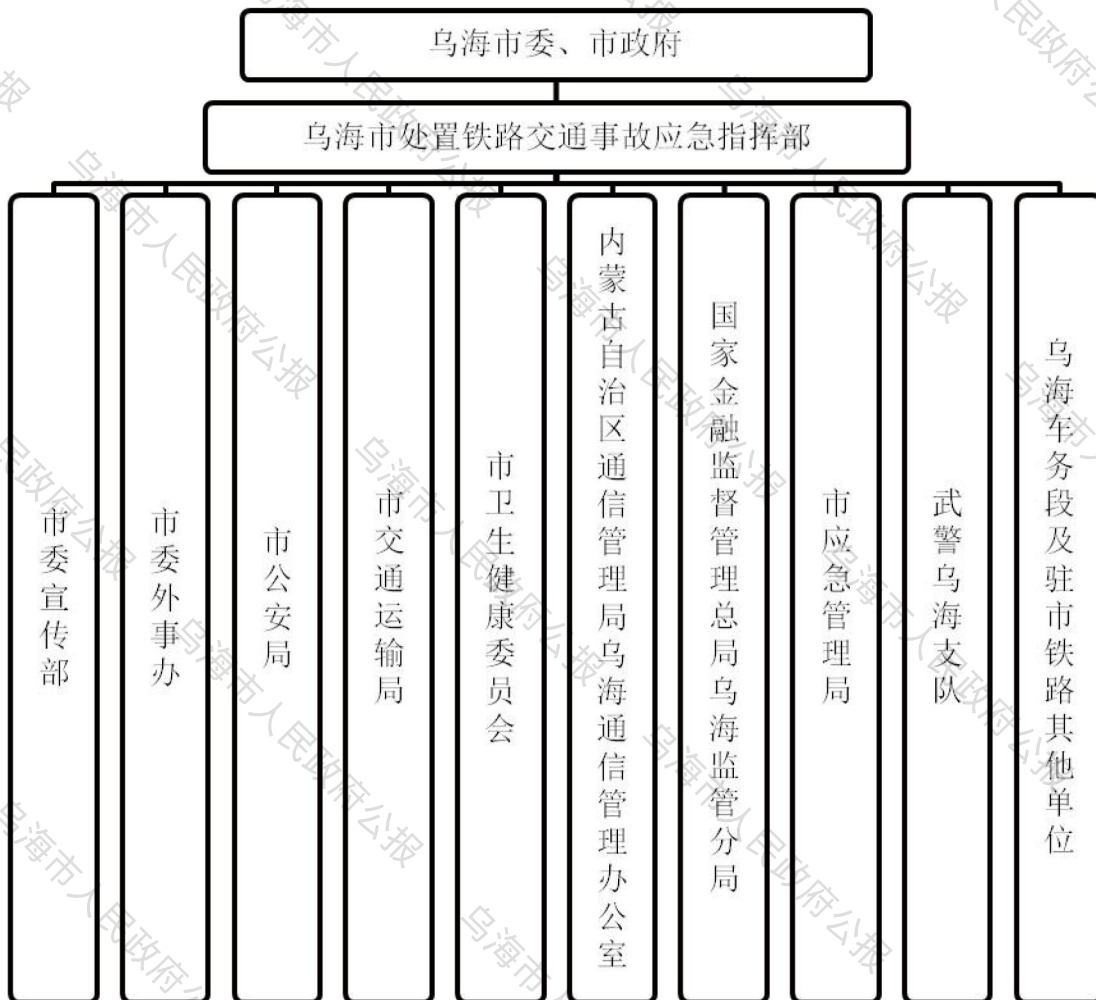 乌海市委、市政府
乌海市处置铁路交通事故应急指挥部
市委宣传部
市委外事办
市公安局
市交通运输局
市卫生健康委员会
内蒙古自治区通信管理局乌海通信管理办公室
国家金融监督管理总局乌海监管分局
市应急管理局
武警乌海支队
乌海车务段及驻市铁路其他单位
乌海市人民政府公报